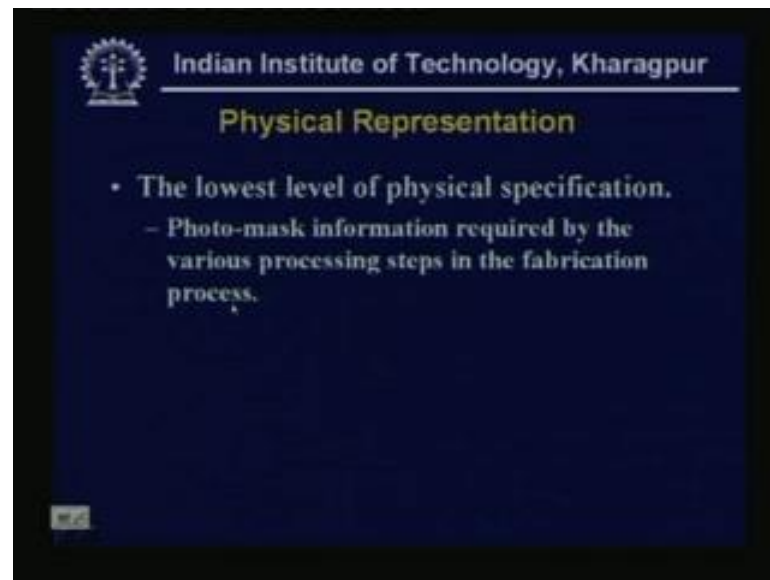 Indian Institute of Technology, Kharagpur
Physical Representation
• The lowest level of physical specification.
– Photo-mask information required by the
various processing steps in the fabrication
process.